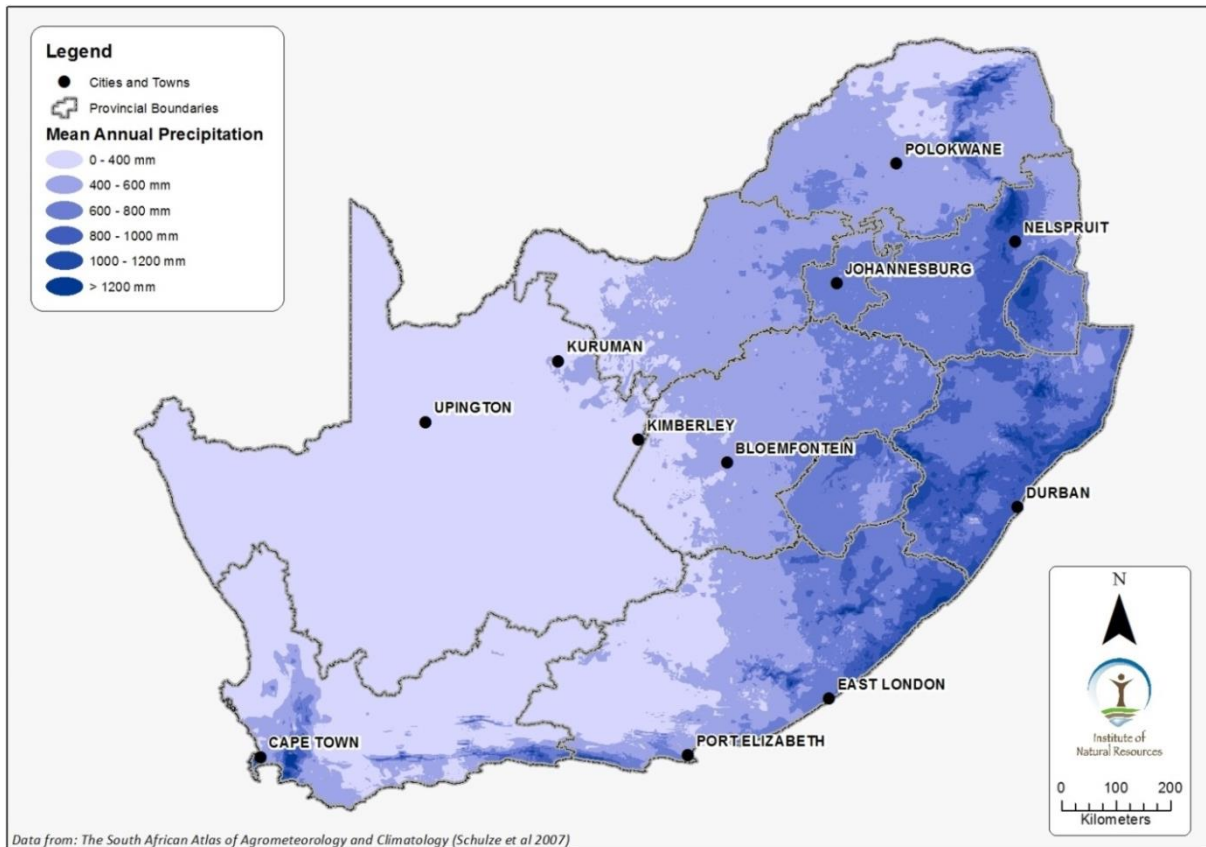 Legend
Cities and Towns
Provincial Boundaries
Mean Annual Precipitation
0 - 400 mm
400 - 600 mm
600 - 800 mm
800 - 1000 mm
1000 - 1200 mm
> 1200 mm
POLOKWANE
NELSPRUIT
JOHANNESBURG
KURUMAN
UPINGTON
KIMBERLEY
BLOEMFONTEIN
DURBAN
EAST LONDON
PORT ELIZABETH
CAPE TOWN
N
Institute of
Natural Resources
0 100 200
Kilometers
Data from: The South African Atlas of Agrometeorology and Climatology (Schulze et al 2007)